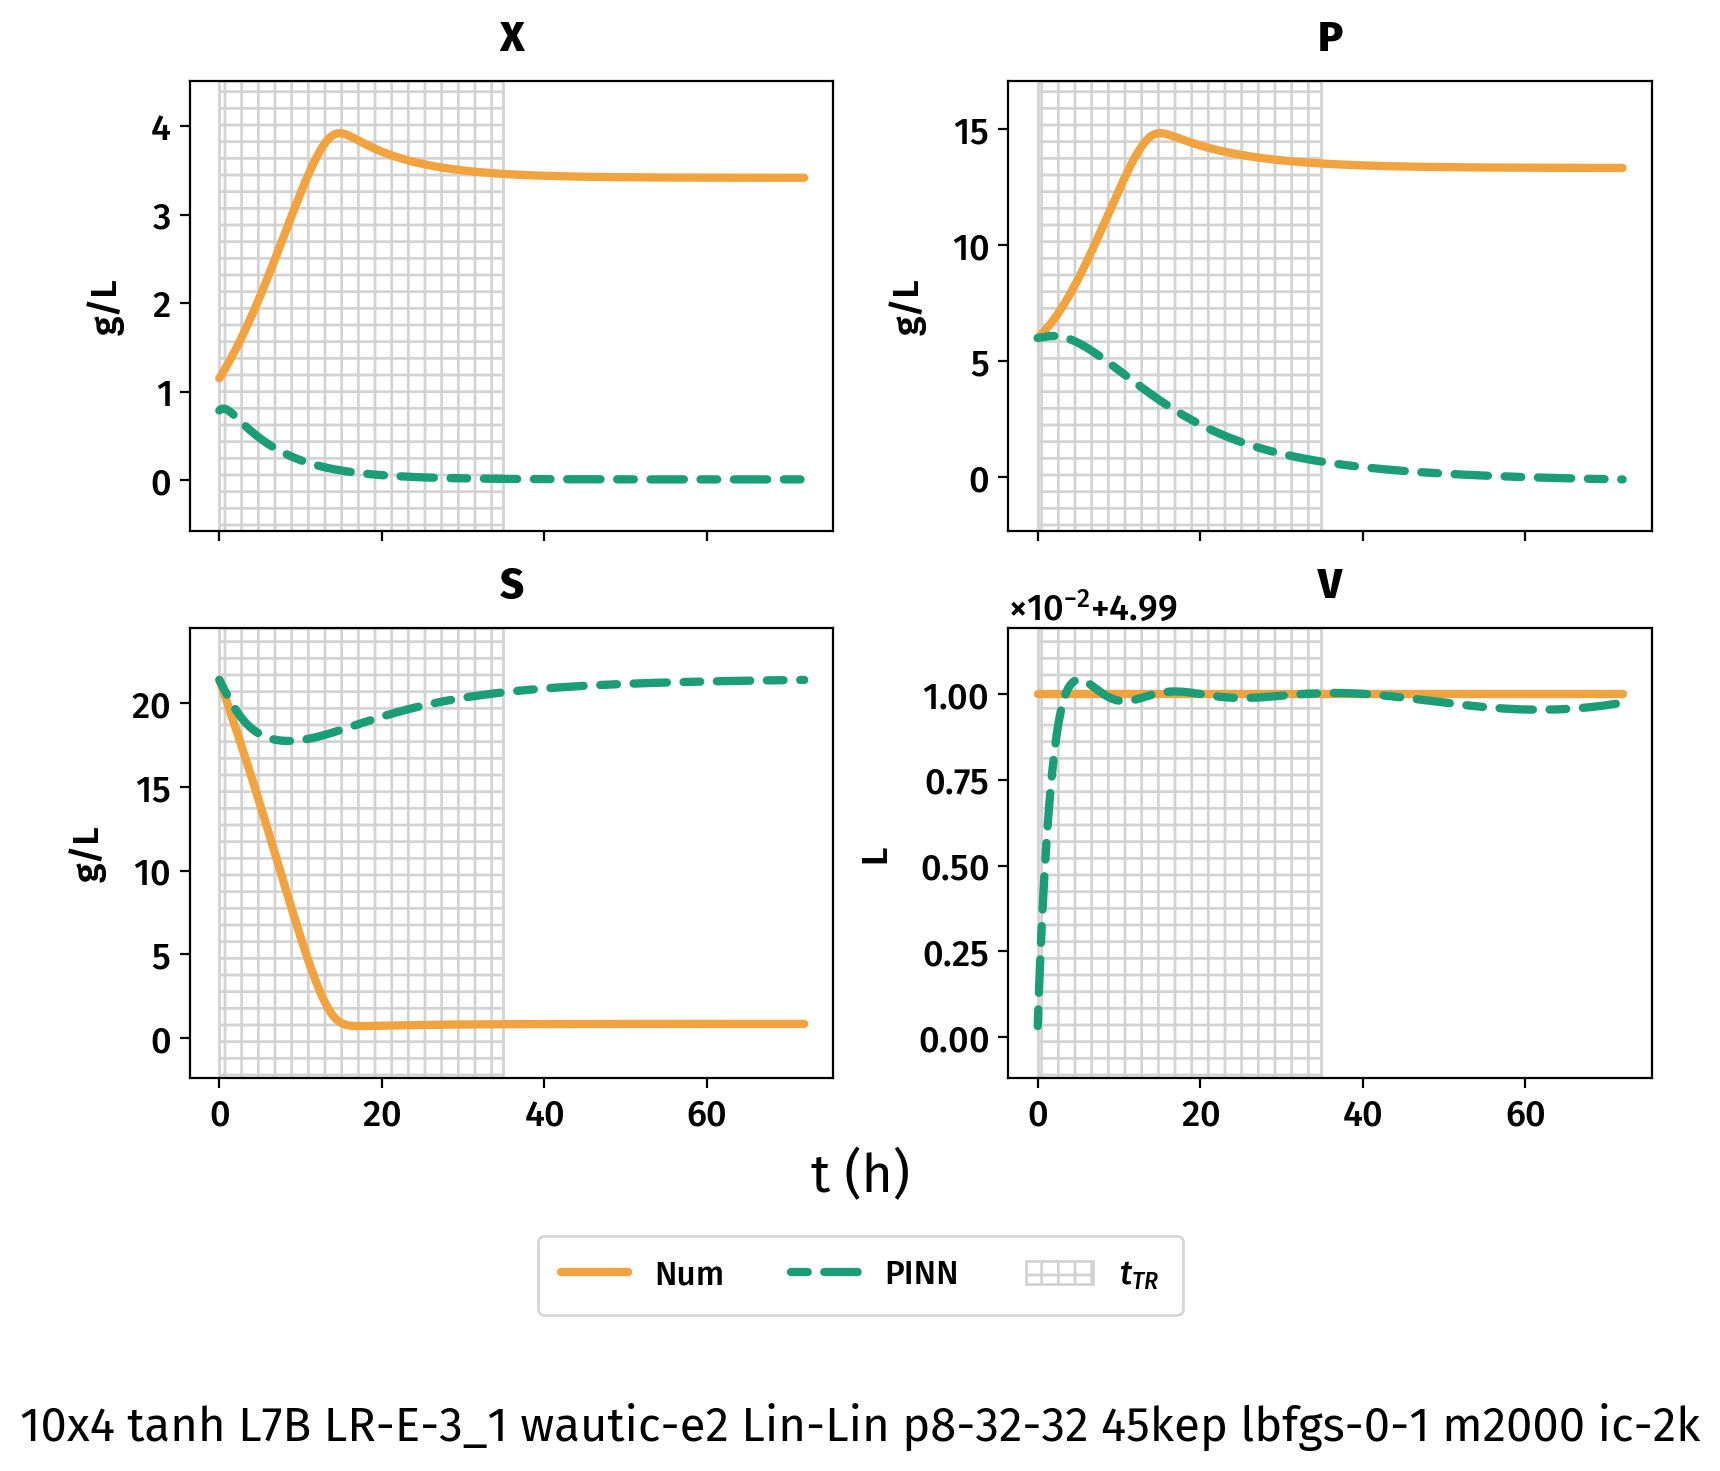 X
4
3
2
1
0
g/L
P
15
10
5
0
g/L
S
20
15
10
5
0
g/L
0 20 40 60
V
×10⁻²+4.99
1.00
0.75
0.50
0.25
0.00
L
0 20 40 60
t (h)
Num PINN tTR
10x4 tanh L7B LR-E-3_1 wautic-e2 Lin-Lin p8-32-32 45kep lbfgs-0-1 m2000 ic-2k